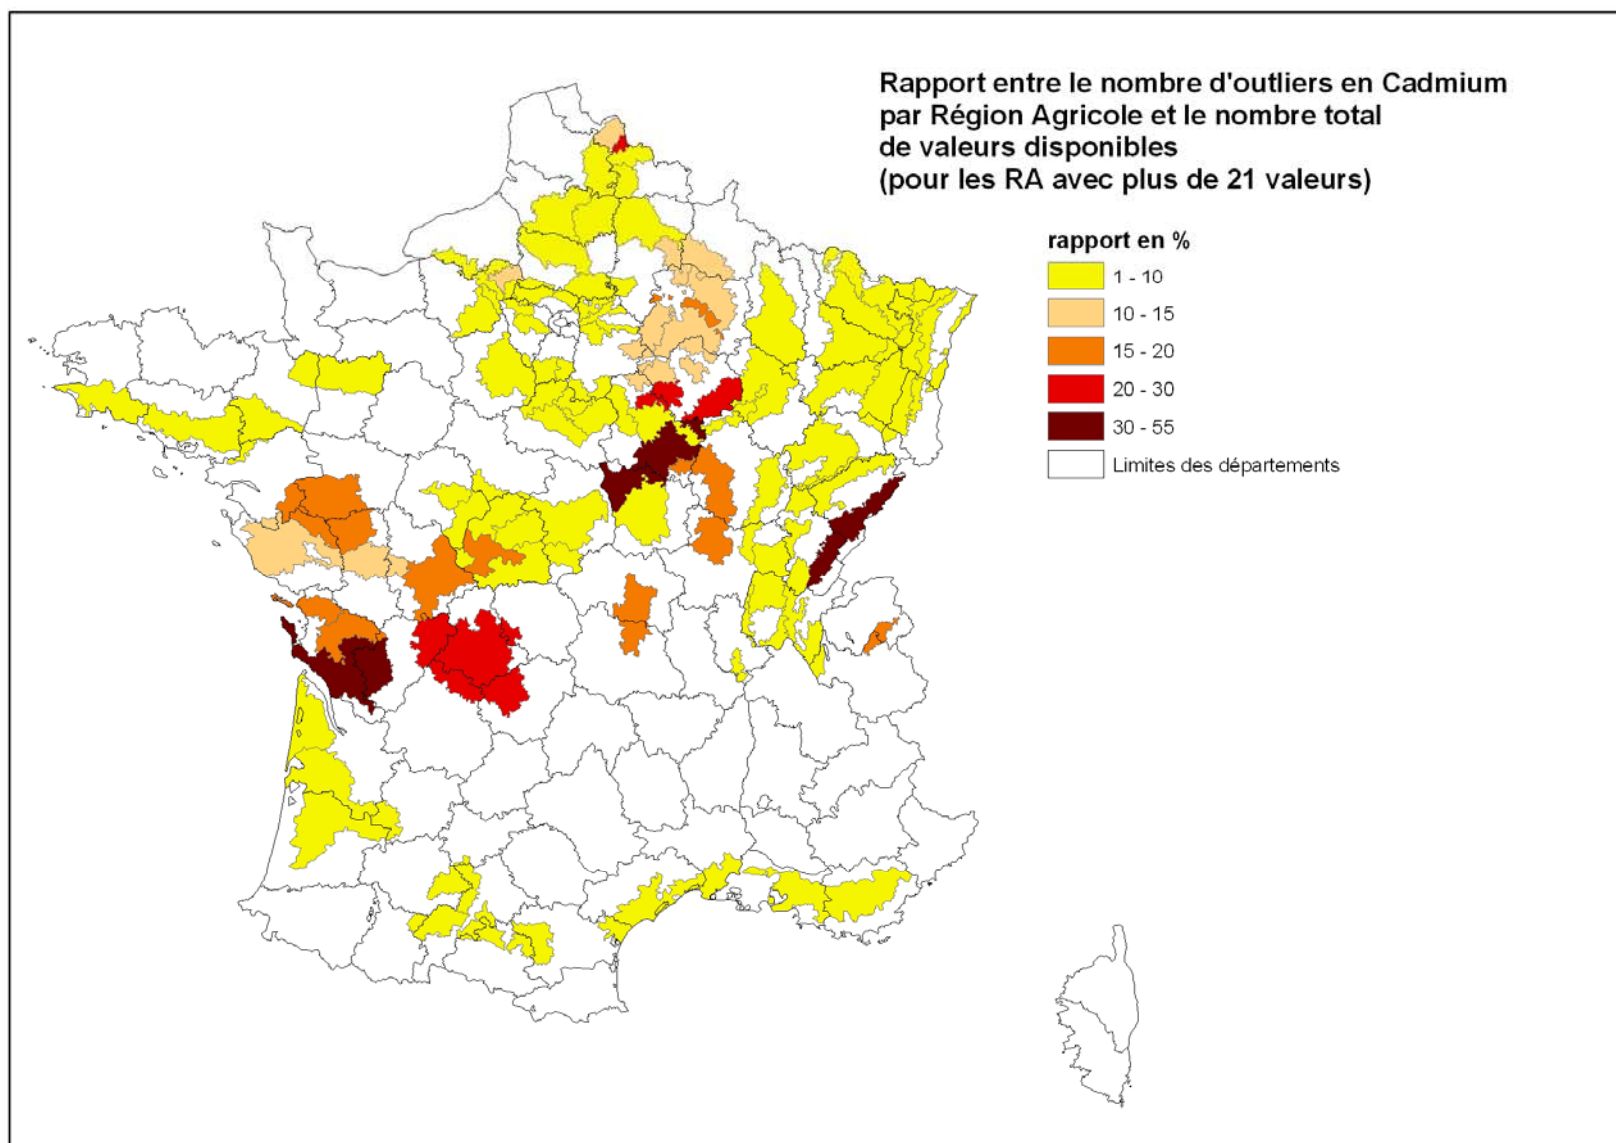 Rapport entre le nombre d'outliers en Cadmium
par Région Agricole et le nombre total
de valeurs disponibles
(pour les RA avec plus de 21 valeurs)
rapport en %
1 - 10
10 - 15
15 - 20
20 - 30
30 - 55
Limites des départements